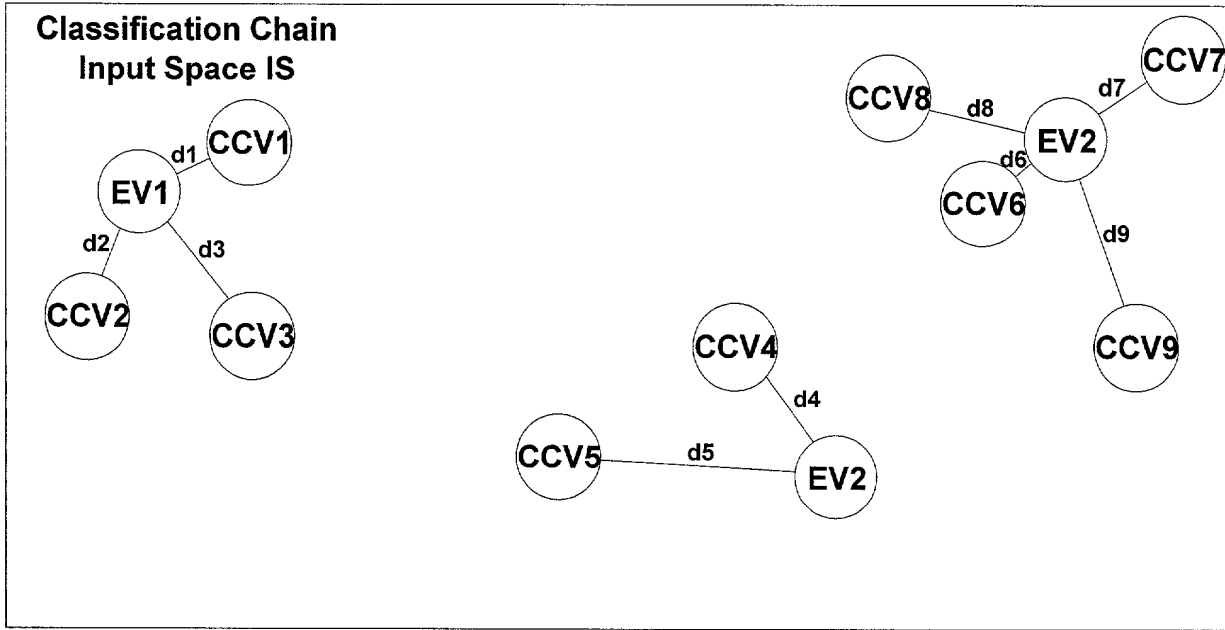 Classification Chain
Input Space IS
CCV1
d1
EV1
d2
d3
CCV2
CCV3
CCV7
CCV8
d7
d8
EV2
d6
CCV6
d9
CCV9
CCV4
d4
CCV5
d5
EV2